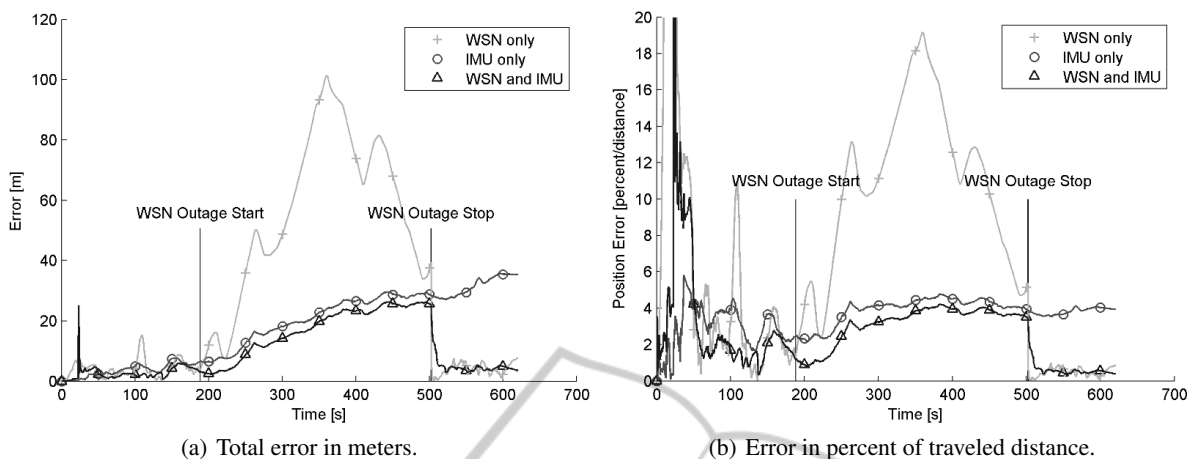 120
100
80
60
40
20
0
Error [m]
WSN only
IMU only
WSN and IMU
WSN Outage Start
WSN Outage Stop
0 100 200 300 400 500 600 700
Time [s]
(a) Total error in meters.
20
18
16
14
12
10
8
6
4
2
0
Position Error [percent/distance]
WSN only
IMU only
WSN and IMU
WSN Outage Start
WSN Outage Stop
0 100 200 300 400 500 600 700
Time [s]
(b) Error in percent of traveled distance.